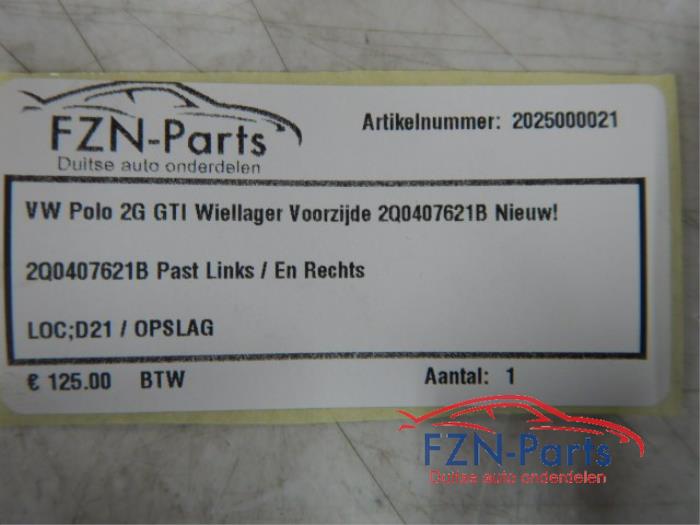 FZN-Parts
Duitse auto onderdelen
Artikelnummer: 2025000021
VW Polo 2G GTI Wiellager Voorzijde 2Q0407621B Nieuw!
2Q0407621B Past Links / En Rechts
LOC;D21 / OPSLAG
€ 125.00 BTW
Aantal: 1
FZN-Parts
Duitse auto onderdelen